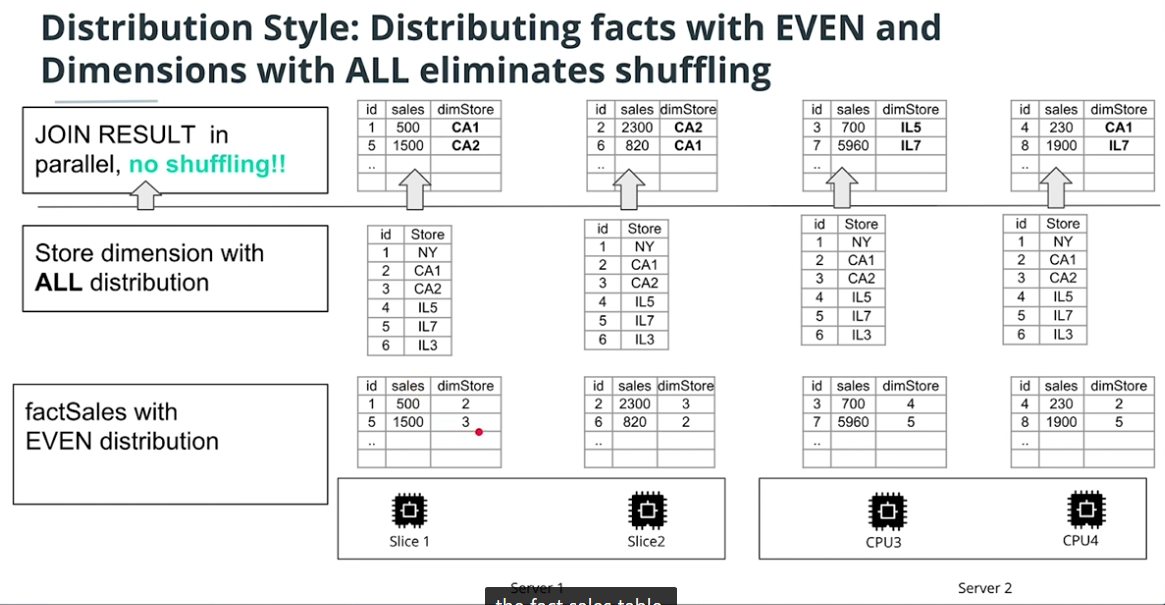 Distribution Style: Distributing facts with EVEN and
Dimensions with ALL eliminates shuffling
JOIN RESULT in
parallel, no shuffling!!
id sales dimStore
1 500 CA1
5 1500 CA2
..
id sales dimStore
2 2300 CA2
6 820 CA1
..
id sales dimStore
3 700 IL5
7 5960 IL7
..
id sales dimStore
4 230 CA1
8 1900 IL7
..
Store dimension with
ALL distribution
id Store
1 NY
2 CA1
3 CA2
4 IL5
5 IL7
6 IL3
id Store
1 NY
2 CA1
3 CA2
4 IL5
5 IL7
6 IL3
id Store
1 NY
2 CA1
3 CA2
4 IL5
5 IL7
6 IL3
id Store
1 NY
2 CA1
3 CA2
4 IL5
5 IL7
6 IL3
factSales with
EVEN distribution
id sales dimStore
1 500 2
5 1500 3
..
id sales dimStore
2 2300 3
6 820 2
..
id sales dimStore
3 700 4
7 5960 5
..
id sales dimStore
4 230 2
8 1900 5
..
Slice 1
Slice2
CPU3
CPU4
Server 1
Server 2
the fact sales table